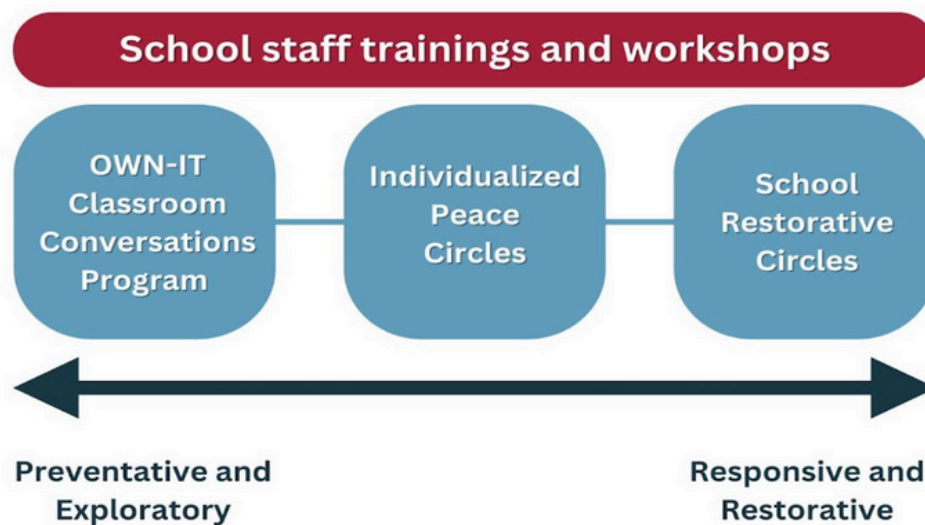 School staff trainings and workshops
OWN-IT
Classroom
Conversations
Program
Individualized
Peace
Circles
School
Restorative
Circles
Preventative and
Exploratory
Responsive and
Restorative